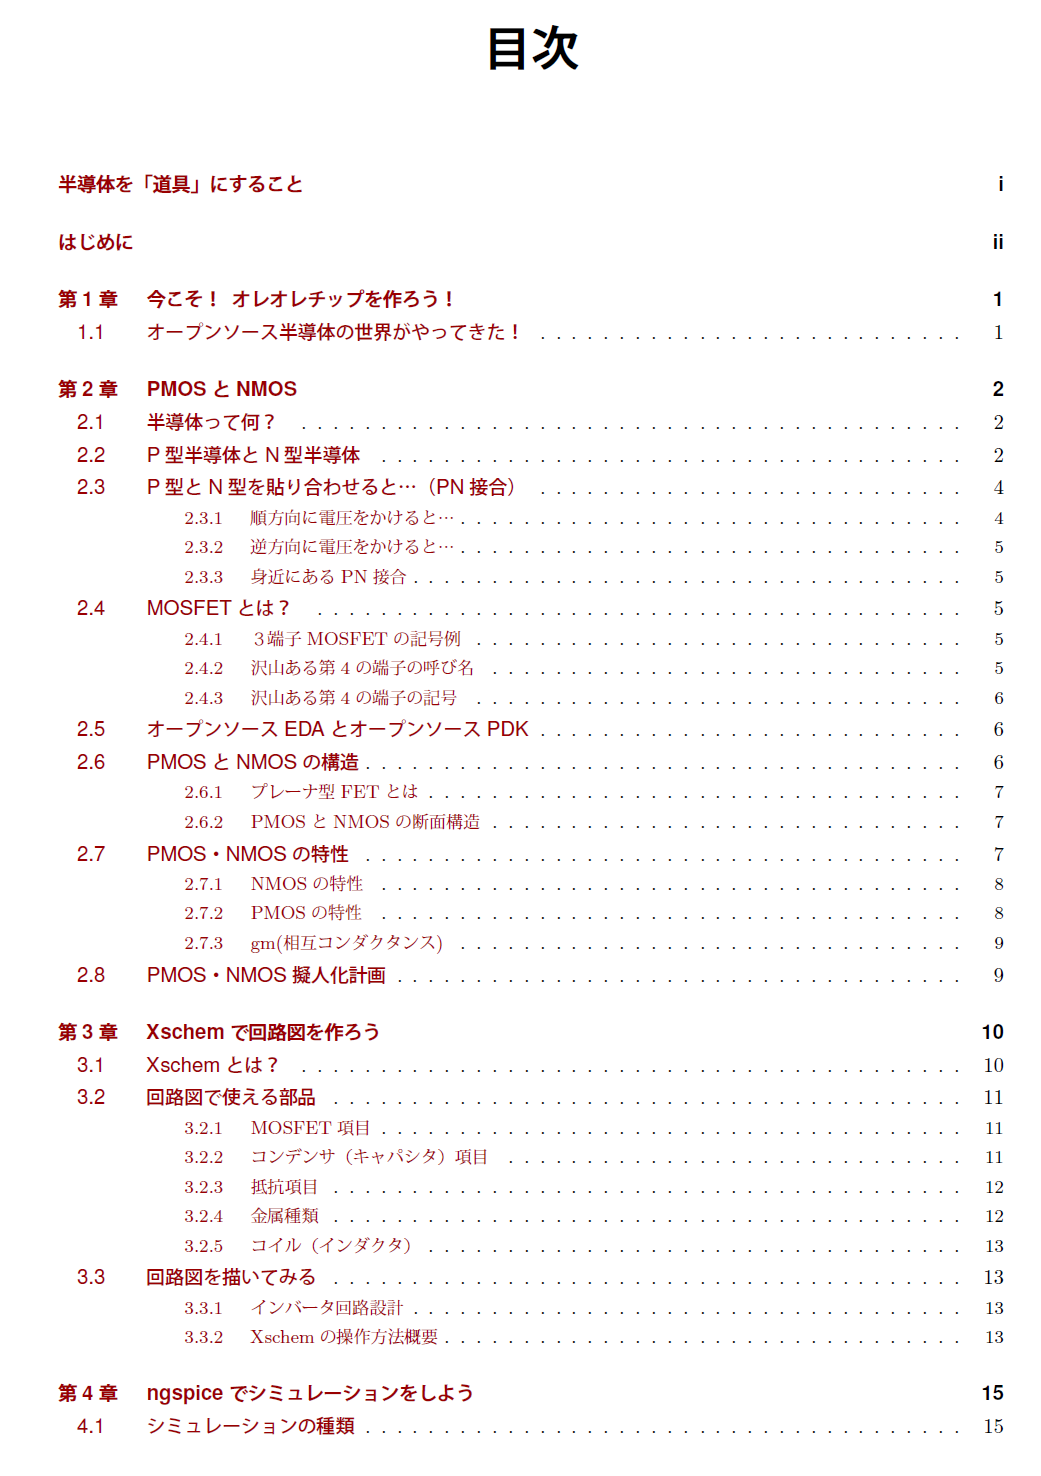 目次
半導体を「道具」にすること i
はじめに ii
第 1 章 今こそ！ オレオレチップを作ろう！ 1
1.1 オープンソース半導体の世界がやってきた！ . . . . . . . . . . . . . . . . . . . . . . . . . . . 1
第 2 章 PMOS と NMOS 2
2.1 半導体って何？ . . . . . . . . . . . . . . . . . . . . . . . . . . . . . . . . . . . . . . . . . . 2
2.2 P 型半導体と N 型半導体 . . . . . . . . . . . . . . . . . . . . . . . . . . . . . . . . . . . . . 2
2.3 P 型と N 型を貼り合わせると…（PN 接合） . . . . . . . . . . . . . . . . . . . . . . . . . . . 4
2.3.1 順方向に電圧をかけると… . . . . . . . . . . . . . . . . . . . . . . . . . . . . . . . . 4
2.3.2 逆方向に電圧をかけると… . . . . . . . . . . . . . . . . . . . . . . . . . . . . . . . . 5
2.3.3 身近にある PN 接合 . . . . . . . . . . . . . . . . . . . . . . . . . . . . . . . . . . . 5
2.4 MOSFET とは？ . . . . . . . . . . . . . . . . . . . . . . . . . . . . . . . . . . . . . . . . . 5
2.4.1 ３端子 MOSFET の記号例 . . . . . . . . . . . . . . . . . . . . . . . . . . . . . . . 5
2.4.2 沢山ある第 4 の端子の呼び名 . . . . . . . . . . . . . . . . . . . . . . . . . . . . . . 5
2.4.3 沢山ある第 4 の端子の記号 . . . . . . . . . . . . . . . . . . . . . . . . . . . . . . . 6
2.5 オープンソース EDA とオープンソース PDK . . . . . . . . . . . . . . . . . . . . . . . . . . . 6
2.6 PMOS と NMOS の構造 . . . . . . . . . . . . . . . . . . . . . . . . . . . . . . . . . . . . . . 6
2.6.1 プレーナ型 FET とは . . . . . . . . . . . . . . . . . . . . . . . . . . . . . . . . . . 7
2.6.2 PMOS と NMOS の断面構造 . . . . . . . . . . . . . . . . . . . . . . . . . . . . . . 7
2.7 PMOS・NMOS の特性 . . . . . . . . . . . . . . . . . . . . . . . . . . . . . . . . . . . . . . 7
2.7.1 NMOS の特性 . . . . . . . . . . . . . . . . . . . . . . . . . . . . . . . . . . . . . 8
2.7.2 PMOS の特性 . . . . . . . . . . . . . . . . . . . . . . . . . . . . . . . . . . . . . 8
2.7.3 gm(相互コンダクタンス) . . . . . . . . . . . . . . . . . . . . . . . . . . . . . . . . 9
2.8 PMOS・NMOS 擬人化計画 . . . . . . . . . . . . . . . . . . . . . . . . . . . . . . . . . . . . 9
第 3 章 Xschem で回路図を作ろう 10
3.1 Xschem とは？ . . . . . . . . . . . . . . . . . . . . . . . . . . . . . . . . . . . . . . . . . . 10
3.2 回路図で使える部品 . . . . . . . . . . . . . . . . . . . . . . . . . . . . . . . . . . . . . . . . 11
3.2.1 MOSFET 項目 . . . . . . . . . . . . . . . . . . . . . . . . . . . . . . . . . . . . . 11
3.2.2 コンデンサ（キャパシタ）項目 . . . . . . . . . . . . . . . . . . . . . . . . . . . . . 11
3.2.3 抵抗項目 . . . . . . . . . . . . . . . . . . . . . . . . . . . . . . . . . . . . . . . . 12
3.2.4 金属種類 . . . . . . . . . . . . . . . . . . . . . . . . . . . . . . . . . . . . . . . . 12
3.2.5 コイル（インダクタ） . . . . . . . . . . . . . . . . . . . . . . . . . . . . . . . . . . 13
3.3 回路図を描いてみる . . . . . . . . . . . . . . . . . . . . . . . . . . . . . . . . . . . . . . . . 13
3.3.1 インバータ回路設計 . . . . . . . . . . . . . . . . . . . . . . . . . . . . . . . . . . . 13
3.3.2 Xschem の操作方法概要 . . . . . . . . . . . . . . . . . . . . . . . . . . . . . . . . . 13
第 4 章 ngspice でシミュレーションをしよう 15
4.1 シミュレーションの種類 . . . . . . . . . . . . . . . . . . . . . . . . . . . . . . . . . . . . . . 15